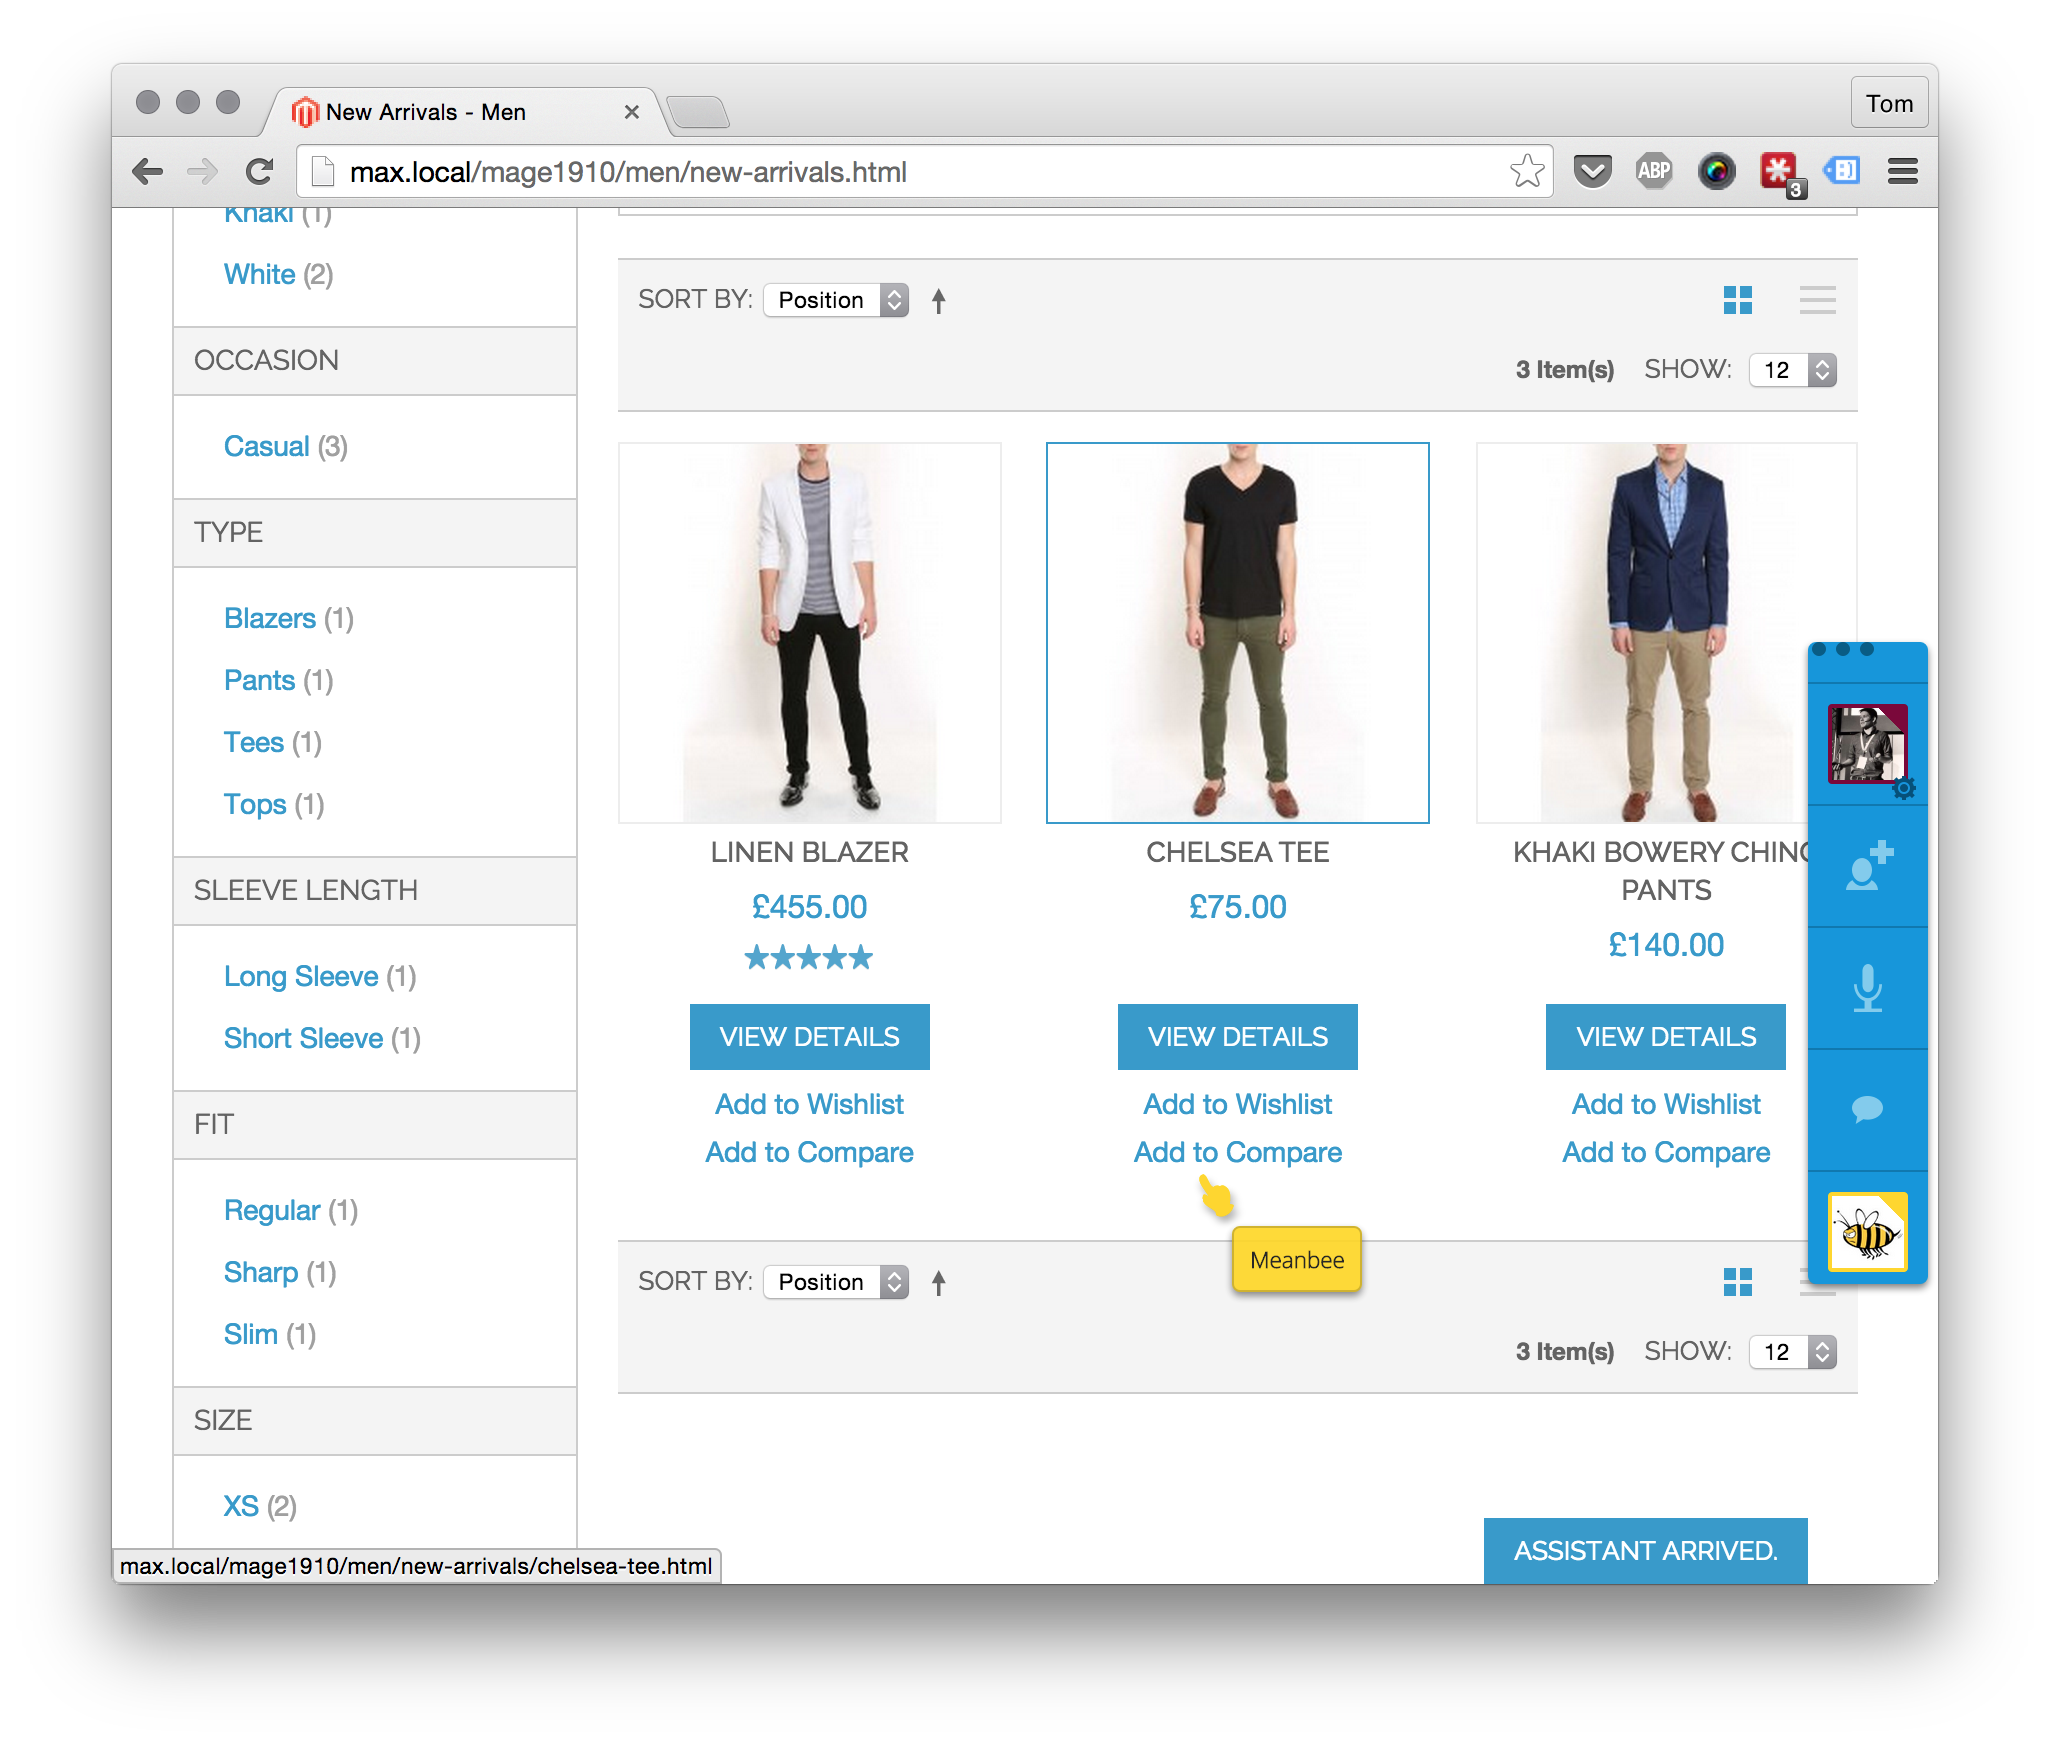 New Arrivals - Men
Tom
max.local/mage1910/men/new-arrivals.html
ABP
3
Khaki (1)
White (2)
OCCASION
Casual (3)
TYPE
Blazers (1)
Pants (1)
Tees (1)
Tops (1)
SLEEVE LENGTH
Long Sleeve (1)
Short Sleeve (1)
FIT
Regular (1)
Sharp (1)
Slim (1)
SIZE
XS (2)
SORT BY: Position
3 Item(s) SHOW: 12
LINEN BLAZER
£455.00
VIEW DETAILS
Add to Wishlist
Add to Compare
CHELSEA TEE
£75.00
VIEW DETAILS
Add to Wishlist
Add to Compare
KHAKI BOWERY CHINO
PANTS
£140.00
VIEW DETAILS
Add to Wishlist
Add to Compare
Meanbee
SORT BY: Position
3 Item(s) SHOW: 12
ASSISTANT ARRIVED.
max.local/mage1910/men/new-arrivals/chelsea-tee.html